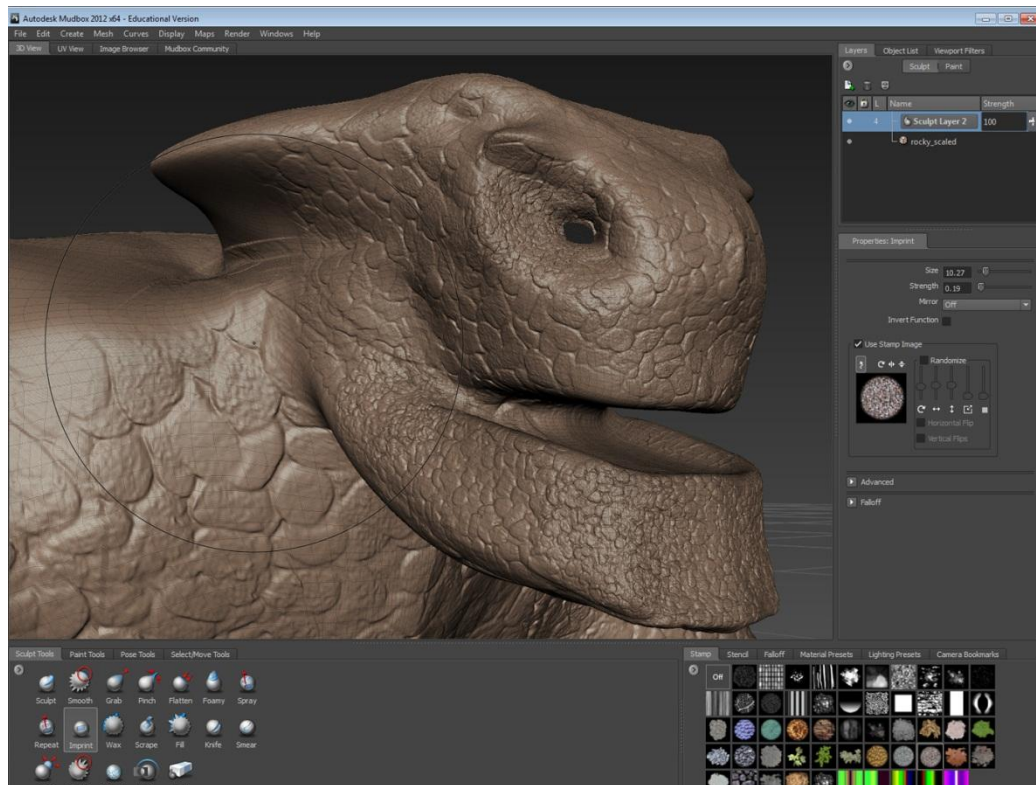 Autodesk Mudbox 2012 x64 - Educational Version
File Edit Create Mesh Curves Display Maps Render Windows Help
3D View UV View Image Browser Mudbox Community
Layers Object List Viewport Filters
Sculpt Paint
L Name Strength
4 Sculpt Layer 2 100
rocky_scaled
Properties: Imprint
Size 10.27
Strength 0.19
Mirror Off
Invert Function
Use Stamp Image
Randomize
Horizontal Flip
Vertical Flips
Advanced
Falloff
Sculpt Tools Paint Tools Pose Tools Select/Move Tools
Sculpt Smooth Grab Pinch Flatten Foamy Spray
Repeat Imprint Wax Scrape Fill Knife Smear
Stamp Stencil Falloff Material Presets Lighting Presets Camera Bookmarks
Off